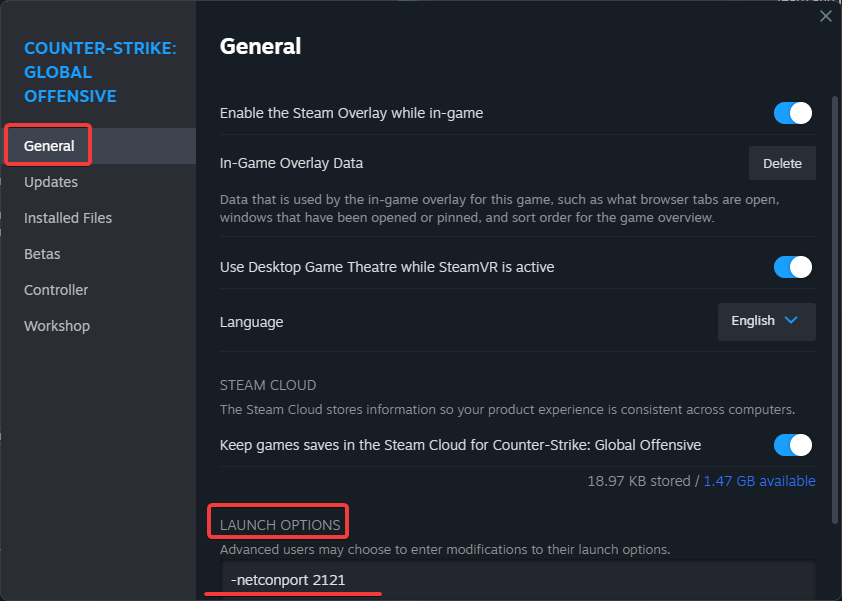 COUNTER-STRIKE:
GLOBAL
OFFENSIVE
General
Updates
Installed Files
Betas
Controller
Workshop
General
Enable the Steam Overlay while in-game
In-Game Overlay Data
Delete
Data that is used by the in-game overlay for this game, such as what browser tabs are open,
windows that have been opened or pinned, and sort order for the game overview.
Use Desktop Game Theatre while SteamVR is active
Language
English
STEAM CLOUD
The Steam Cloud stores information so your product experience is consistent across computers.
Keep games saves in the Steam Cloud for Counter-Strike: Global Offensive
18.97 KB stored / 1.47 GB available
LAUNCH OPTIONS
Advanced users may choose to enter modifications to their launch options.
-netconport 2121